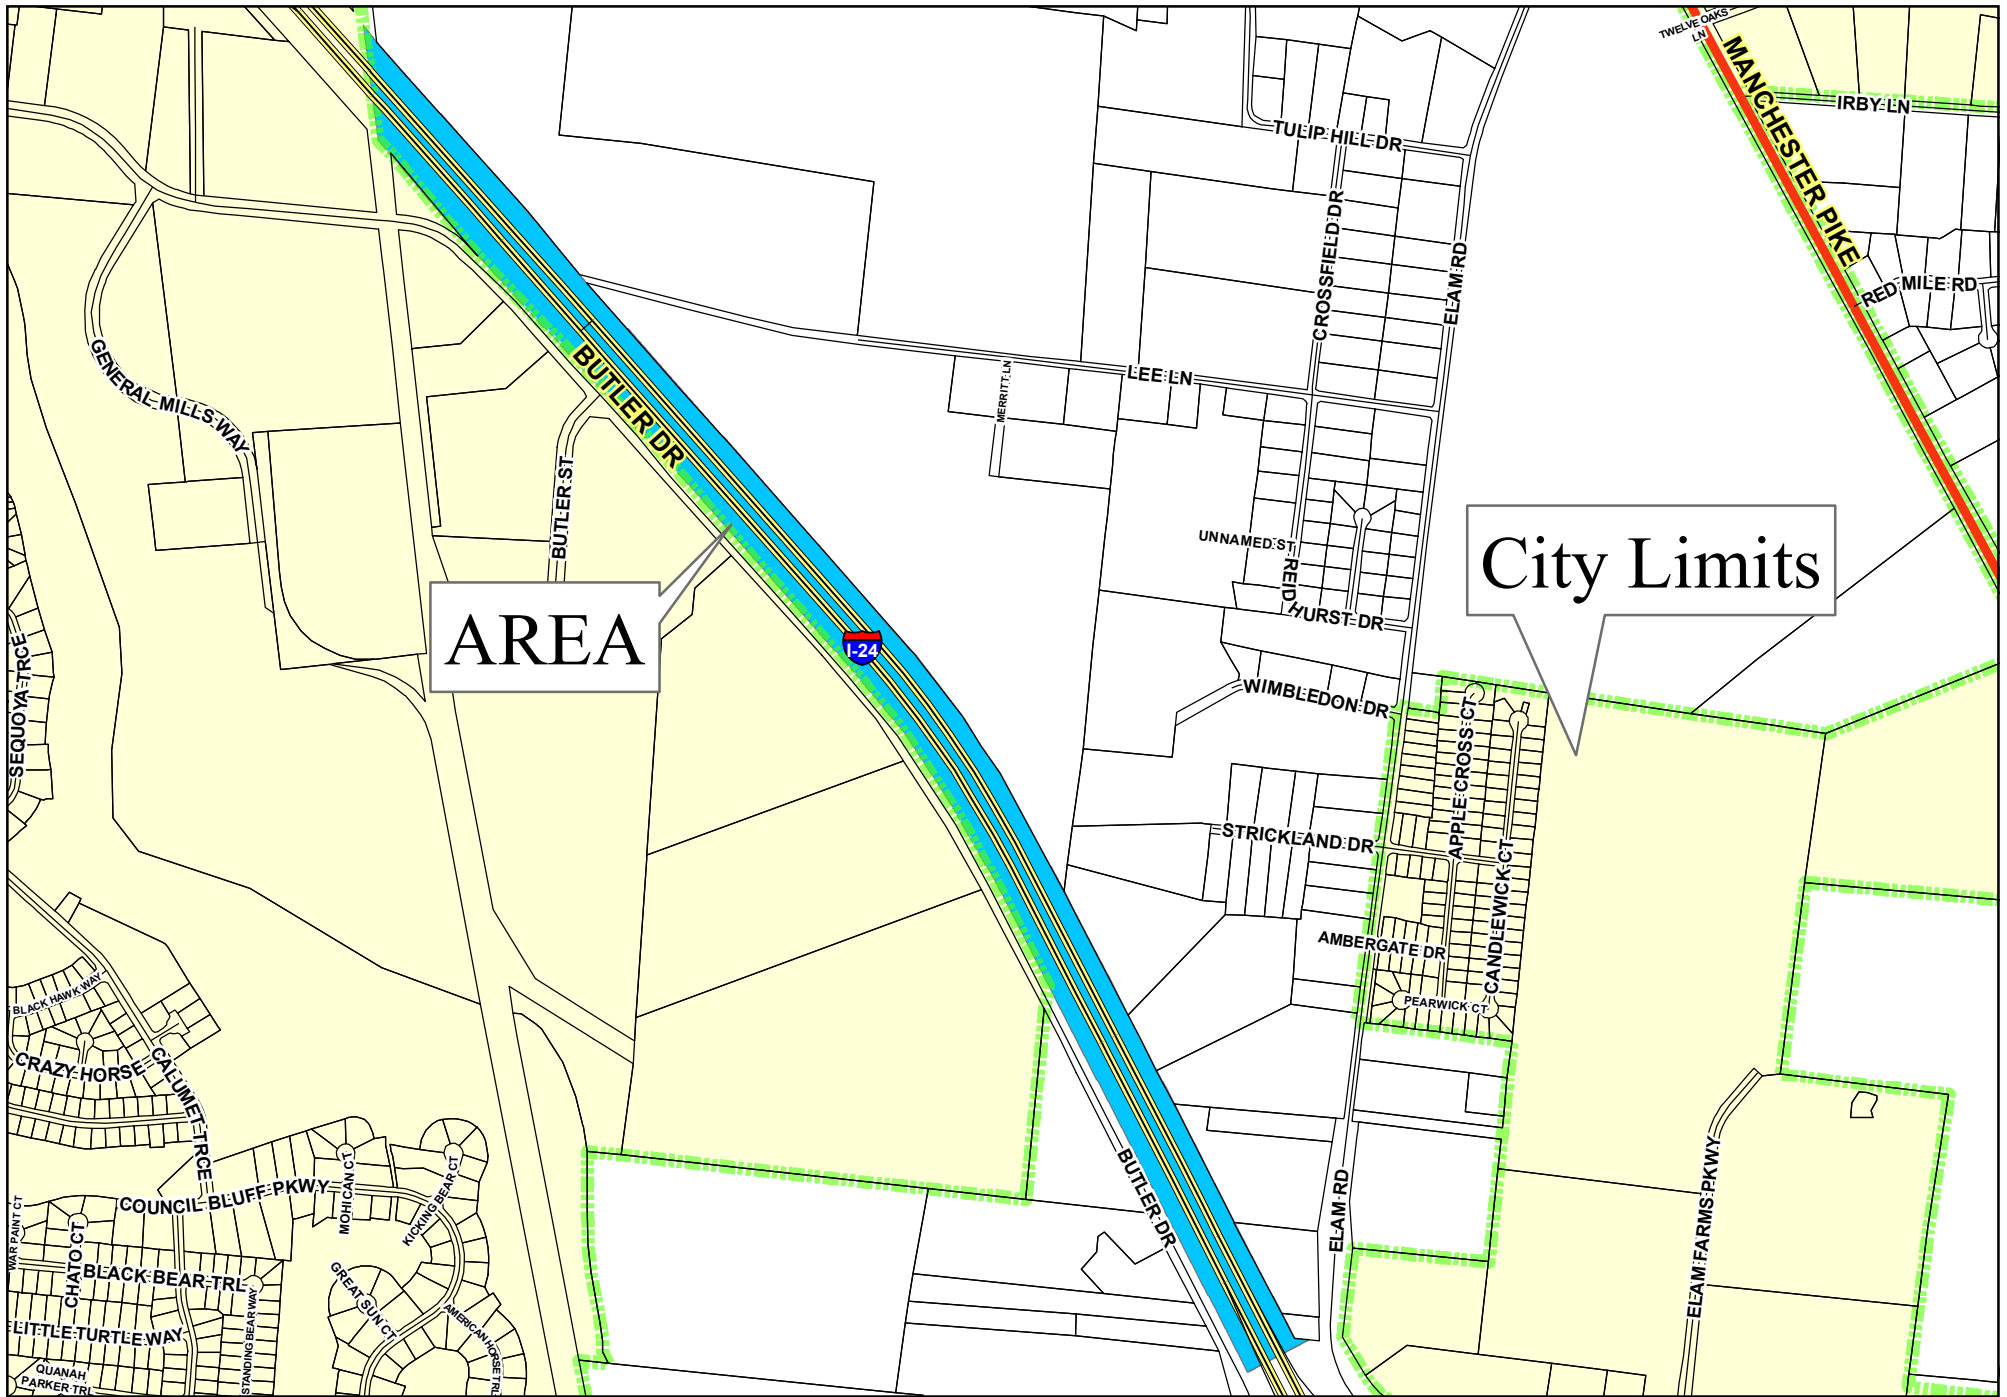 TWELVE OAKS
LN
MANCHESTER PIKE
IRBY LN
TULIP HILL DR
CROSSFIELD DR
ELAM RD
RED MILE RD
GENERAL MILLS WAY
BUTLER DR
LEE LN
MERRITT LN
BUTLER ST
UNNAMED ST
REID
HURST DR
City Limits
AREA
I-24
SEQUOYA TRCE
WIMBLEDON DR
APPLE CROSS CT
STRICKLAND DR
CANDLEWICK CT
AMBERGATE DR
PEARWICK CT
BLACK HAWK WAY
CRAZY HORSE
CALUMET TRCE
COUNCIL BLUFF PKWY
MOHICAN CT
KICKING BEAR CT
BUTLER DR
ELAM RD
ELAM FARMS PKWY
WAR PAINT CT
CHATO CT
BLACK BEAR TRL
GREAT SUN CT
AMERICAN HORSE TRL
STANDING BEAR WAY
LITTLE TURTLE WAY
QUANAH
PARKER TRL